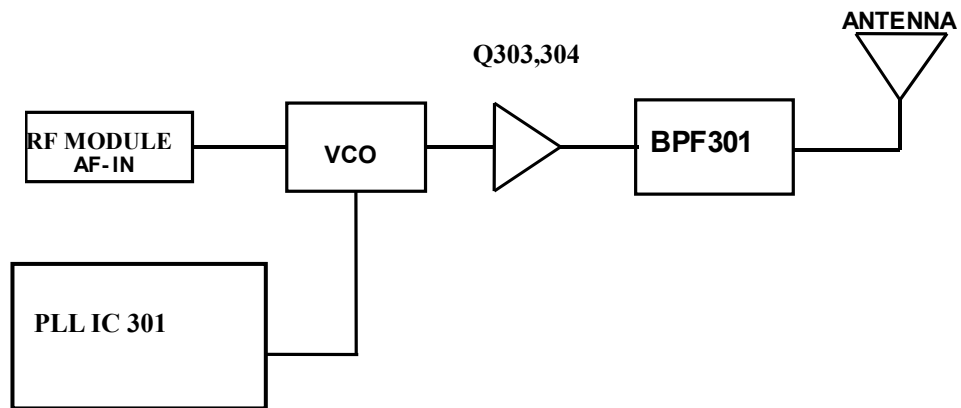 ANTENNA
Q303,304
RF MODULE
AF-IN
VCO
BPF301
PLL IC 301